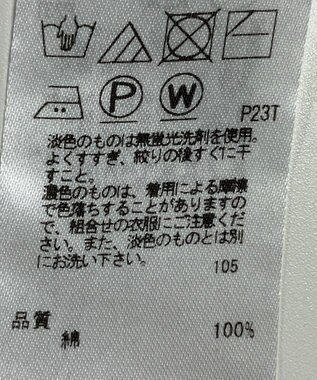 P
W
P23T
淡色のものは無蛍光洗剤を使用。
よくすすぎ、絞りの後すぐに干
すこと。
濃色のものは、着用による摩擦
で色落ちすることがありますの
で、組合せの衣服にご注意くだ
さい。また、淡色のものとは別
にお洗い下さい。
105
品質
綿 100%